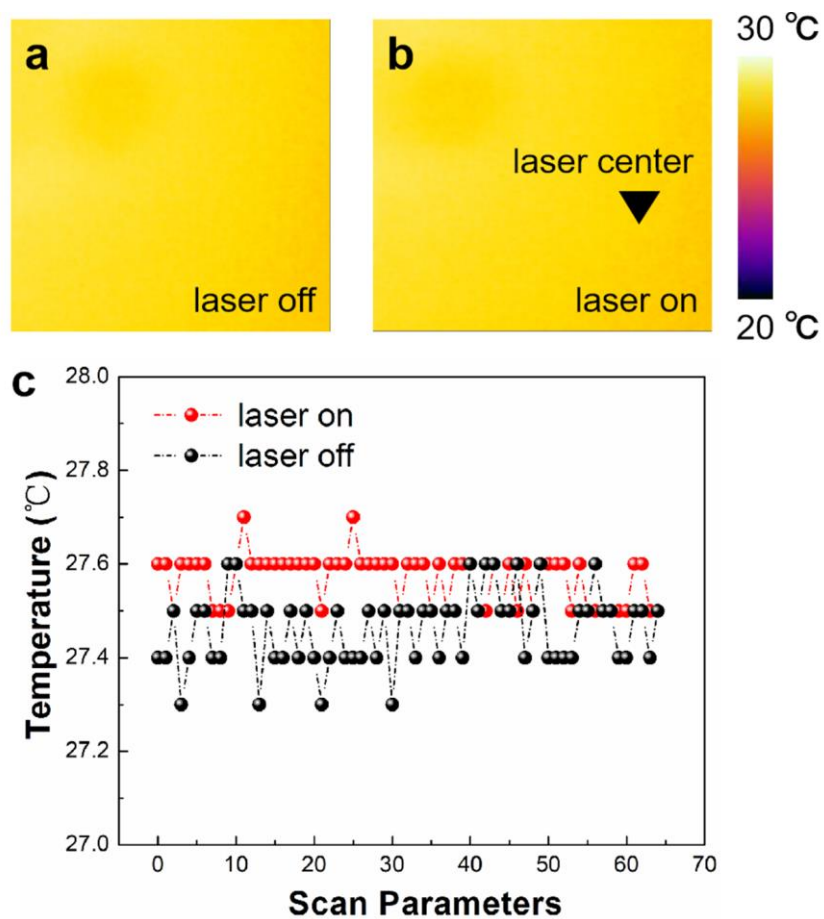 a
laser off
b
laser center
laser on
30 ℃
20 ℃
c
laser on
laser off
28.0
27.8
27.6
27.4
27.2
27.0
Temperature (℃)
0 10 20 30 40 50 60 70
Scan Parameters